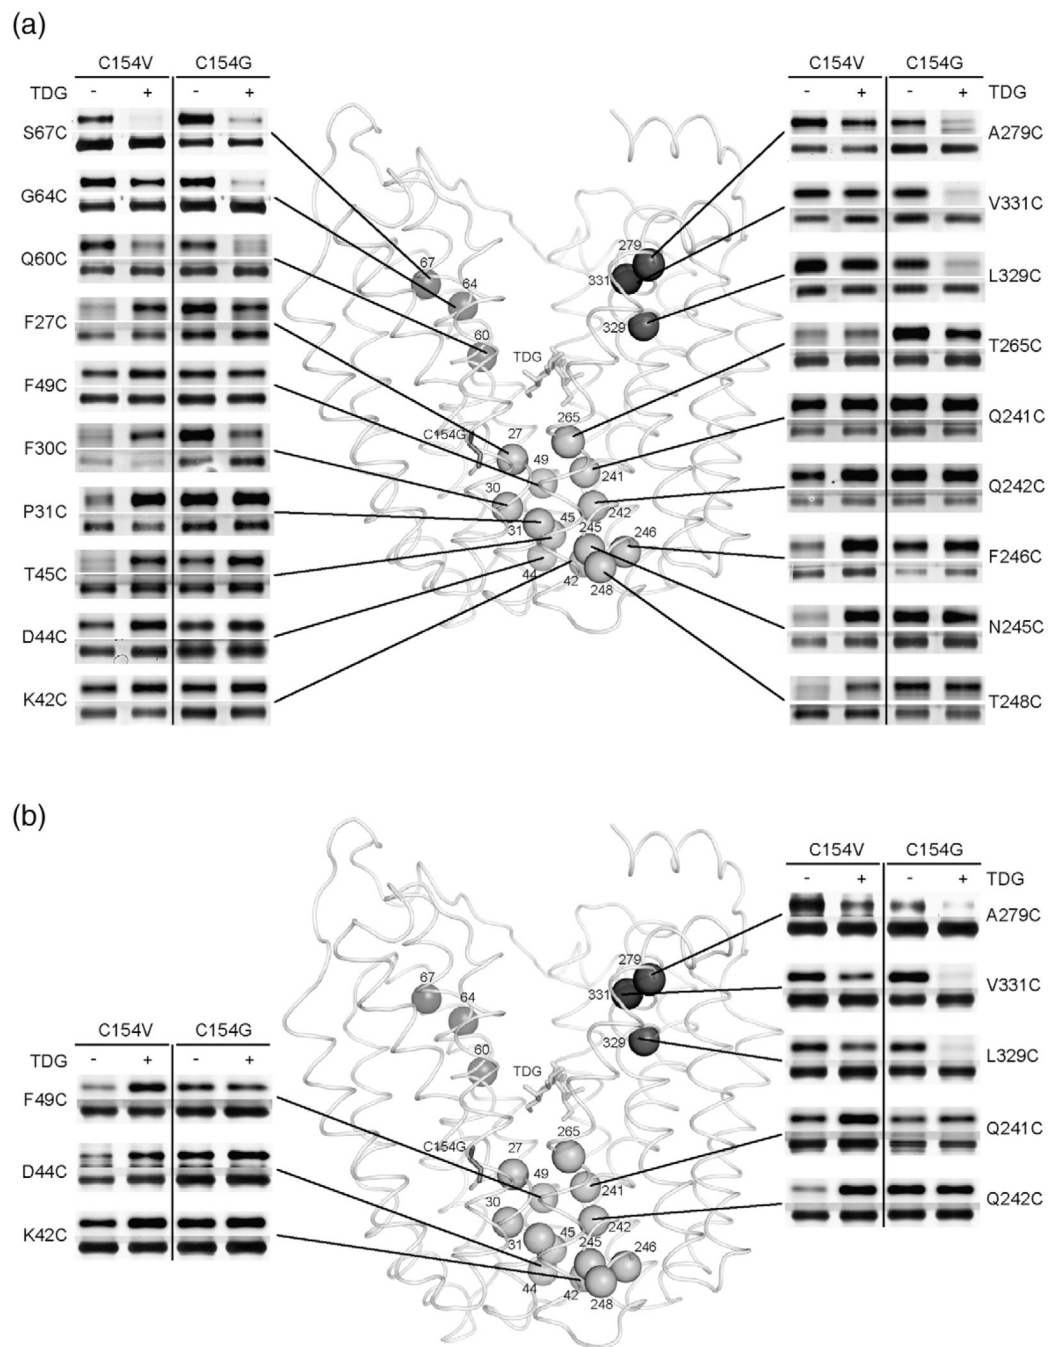 (a)
C154V C154G
TDG - + - +
S67C
G64C
Q60C
F27C
F49C
F30C
P31C
T45C
D44C
K42C
67
64
60
TDG
C154G
27
49
30
31
45
44
42
279
331
329
265
241
242
245
246
248
C154V C154G
- + - + TDG
A279C
V331C
L329C
T265C
Q241C
Q242C
F246C
N245C
T248C
(b)
C154V C154G
TDG - + - +
F49C
D44C
K42C
67
64
60
TDG
C154G
27
49
30
31
45
44
42
279
331
329
265
241
242
245
246
248
C154V C154G
- + - + TDG
A279C
V331C
L329C
Q241C
Q242C